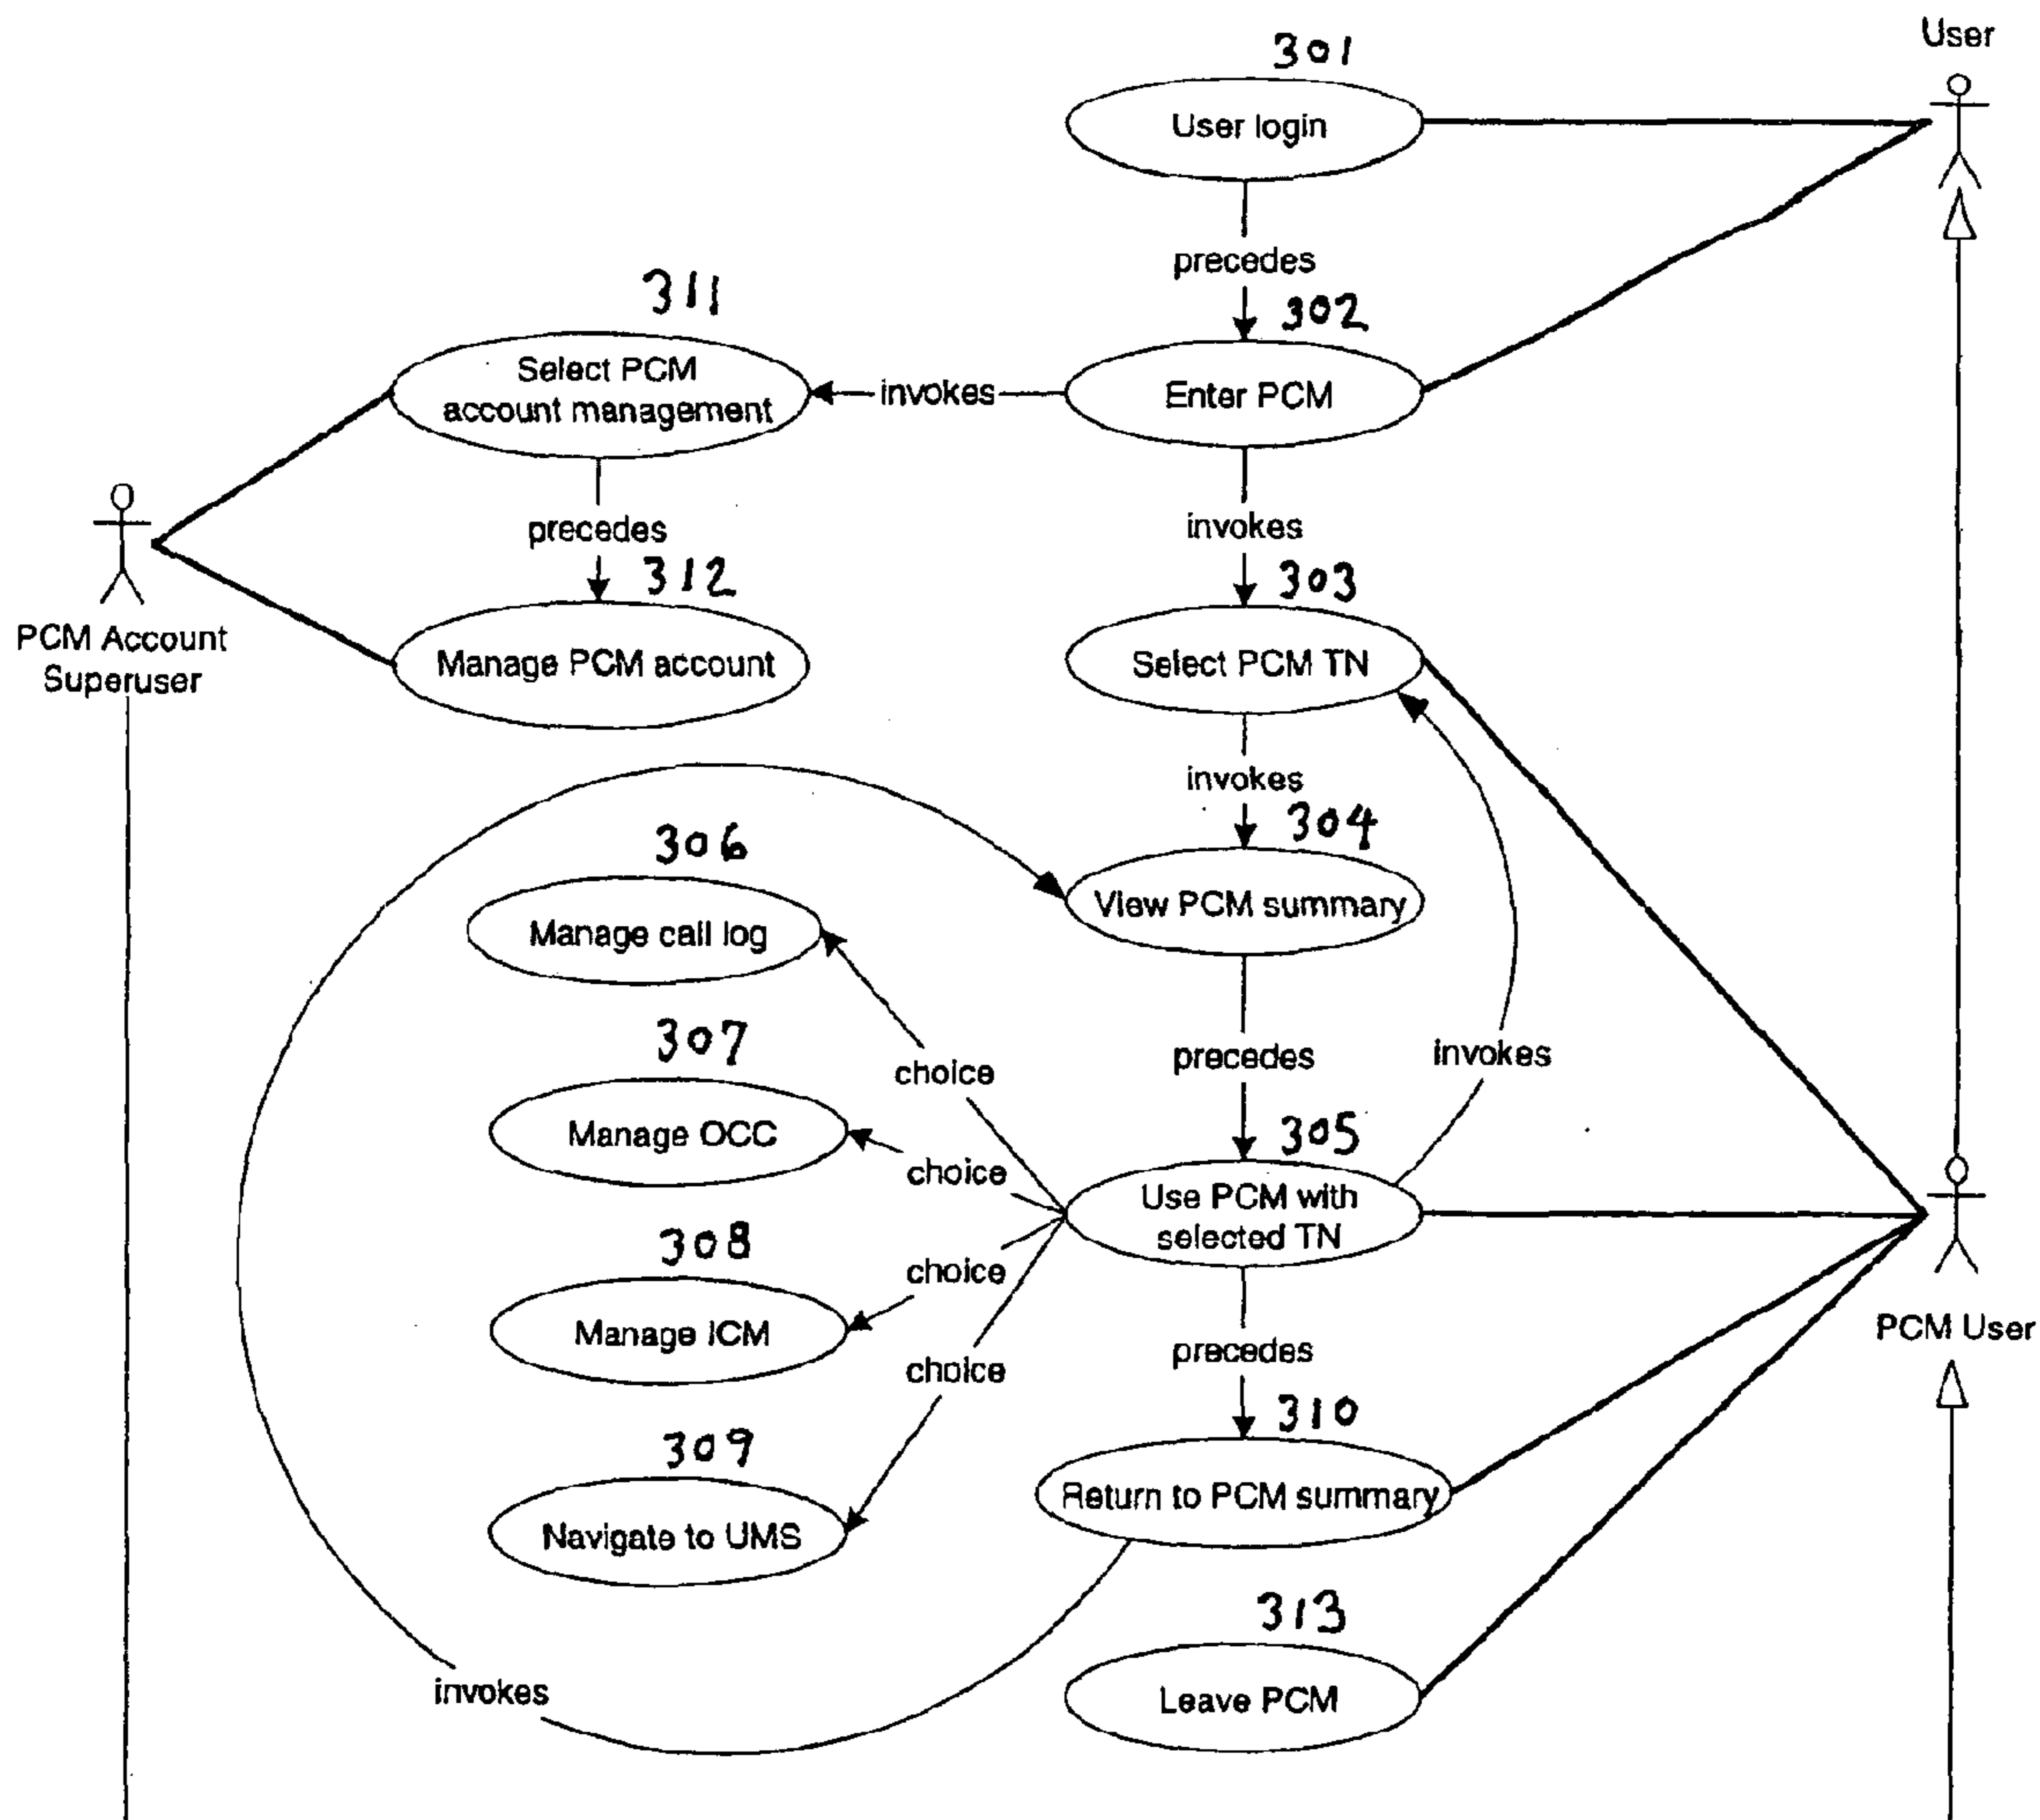 User
301
User login
precedes
311
302
Select PCM
account management
invokes
Enter PCM
precedes
invokes
312
303
PCM Account
Superuser
Manage PCM account
Select PCM TN
invokes
304
306
View PCM summary
Manage call log
307
choice
precedes
invokes
Manage OCC
305
choice
Use PCM with
selected TN
308
choice
Manage ICM
PCM User
choice
precedes
310
309
Return to PCM summary
Navigate to UMS
313
invokes
Leave PCM